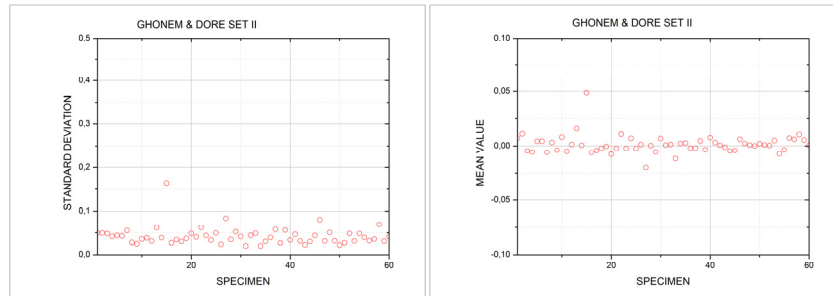 GHONEM & DORE SET II
0,5
0,4
0,3
0,2
0,1
0,0
20
40
60
STANDARD DEVIATION
SPECIMEN
GHONEM & DORE SET II
0,10
0,05
0,00
-0,05
-0,10
20
40
60
MEAN VALUE
SPECIMEN